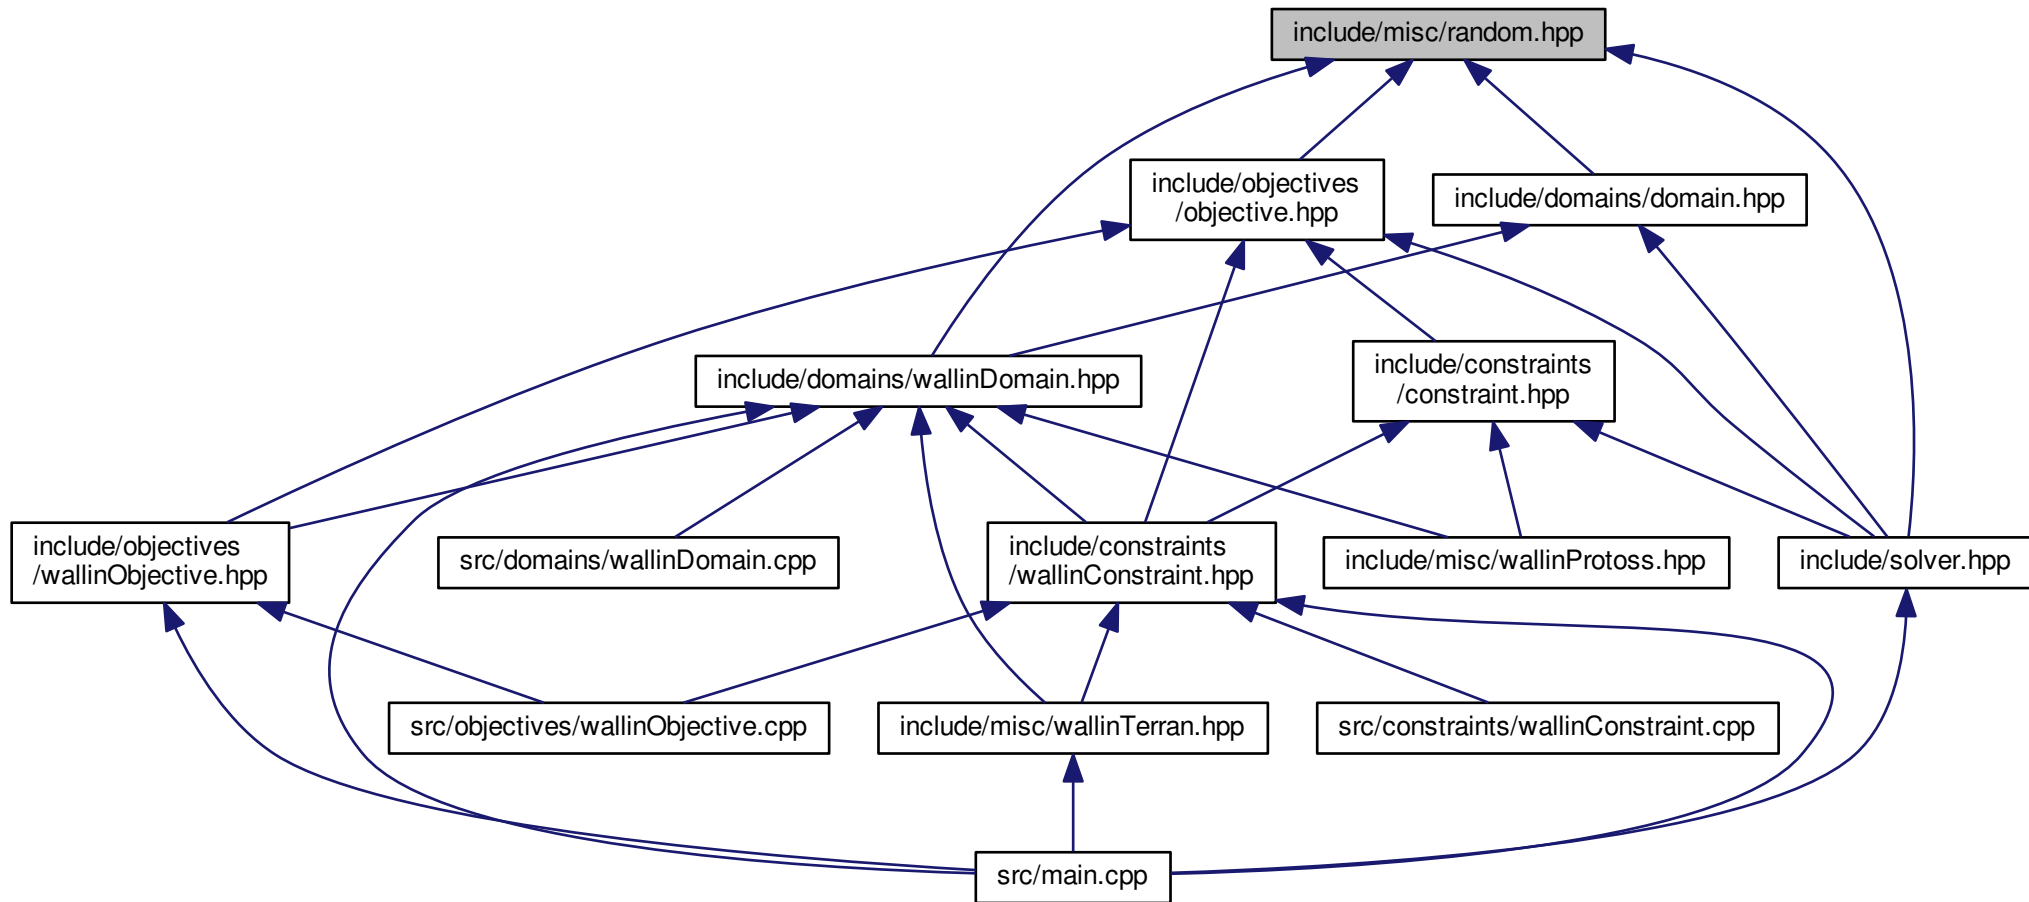 include/misc/random.hpp
include/objectives
/objective.hpp
include/domains/domain.hpp
include/domains/wallinDomain.hpp
include/constraints
/constraint.hpp
include/objectives
/wallinObjective.hpp
src/domains/wallinDomain.cpp
include/constraints
/wallinConstraint.hpp
include/misc/wallinProtoss.hpp
include/solver.hpp
src/objectives/wallinObjective.cpp
include/misc/wallinTerran.hpp
src/constraints/wallinConstraint.cpp
src/main.cpp